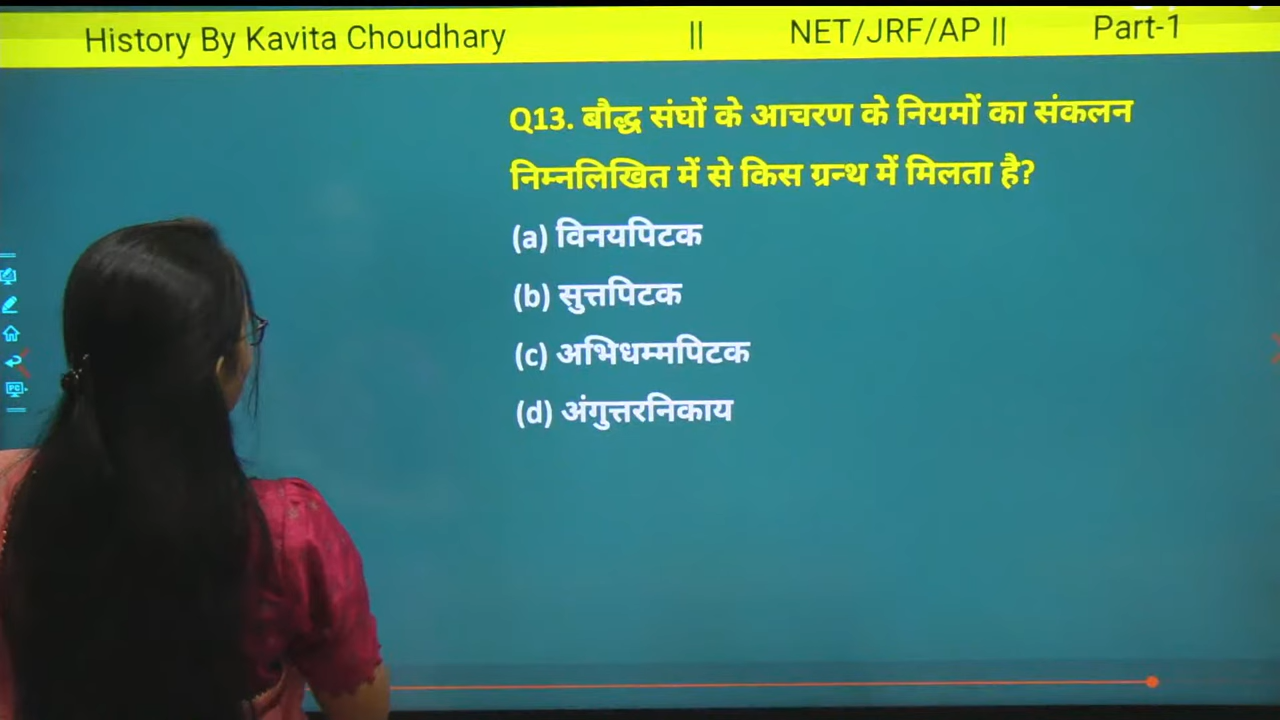 History By Kavita Choudhary || NET/JRF/AP || Part-1
Q13. बौद्ध संघों के आचरण के नियमों का संकलन
निम्नलिखित में से किस ग्रन्थ में मिलता है?
(a) विनयपिटक
(b) सुत्तपिटक
(c) अभिधम्मपिटक
(d) अंगुत्तरनिकाय
PC